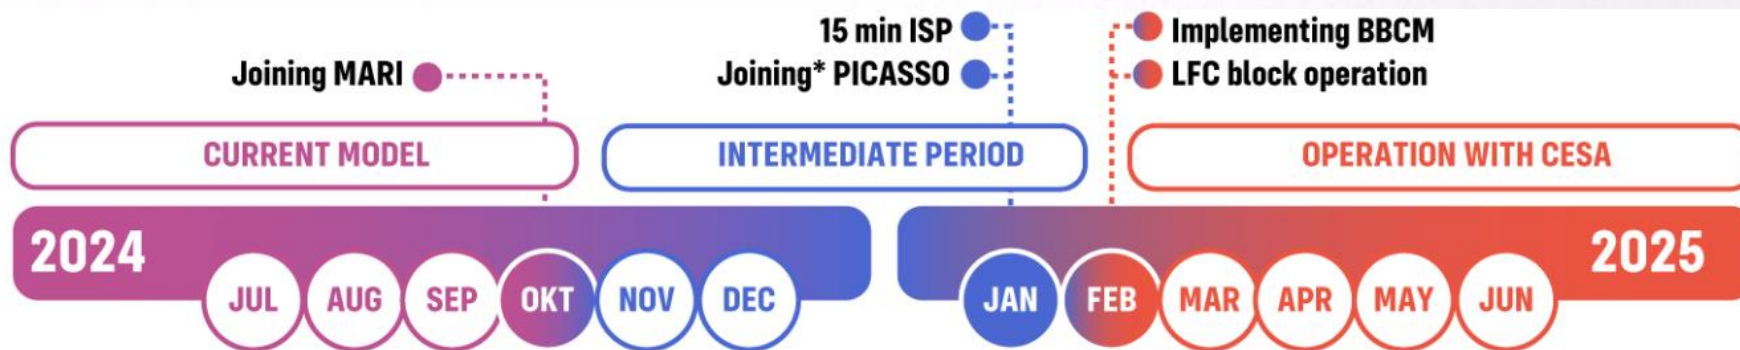 15 min ISP
Implementing BBCM
Joining MARI
Joining* PICASSO
LFC block operation
CURRENT MODEL
INTERMEDIATE PERIOD
OPERATION WITH CESA
2024
2025
JUL AUG SEP OKT NOV DEC JAN FEB MAR APR MAY JUN